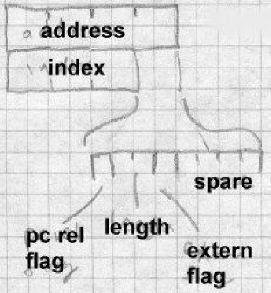 address
index
spare
pc rel
flag
length
extern
flag